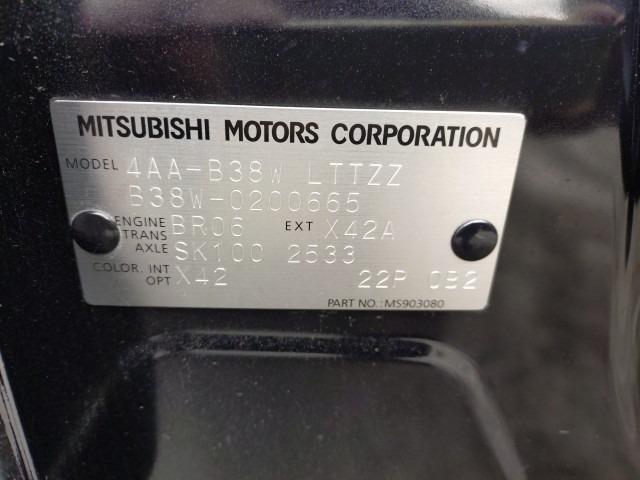 MITSUBISHI MOTORS CORPORATION
MODEL 4AA-B38W LTTZZ
B38W-0200665
ENGINE BR06 EXT X42A
TRANS
AXLE SK100 2533
COLOR. INT
OPT X42 22P 0B2
PART NO.:MS903080